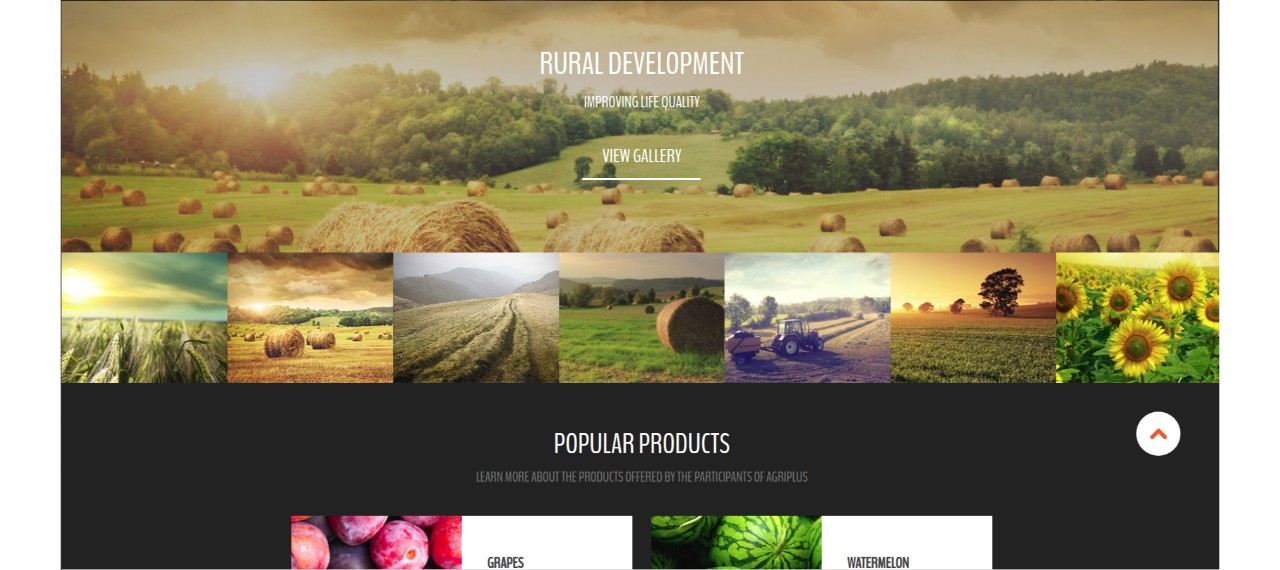 RURAL DEVELOPMENT
IMPROVING LIFE QUALITY
VIEW GALLERY
POPULAR PRODUCTS
LEARN MORE ABOUT THE PRODUCTS OFFERED BY THE PARTICIPANTS OF AGRIPLUS
GRAPES
WATERMELON